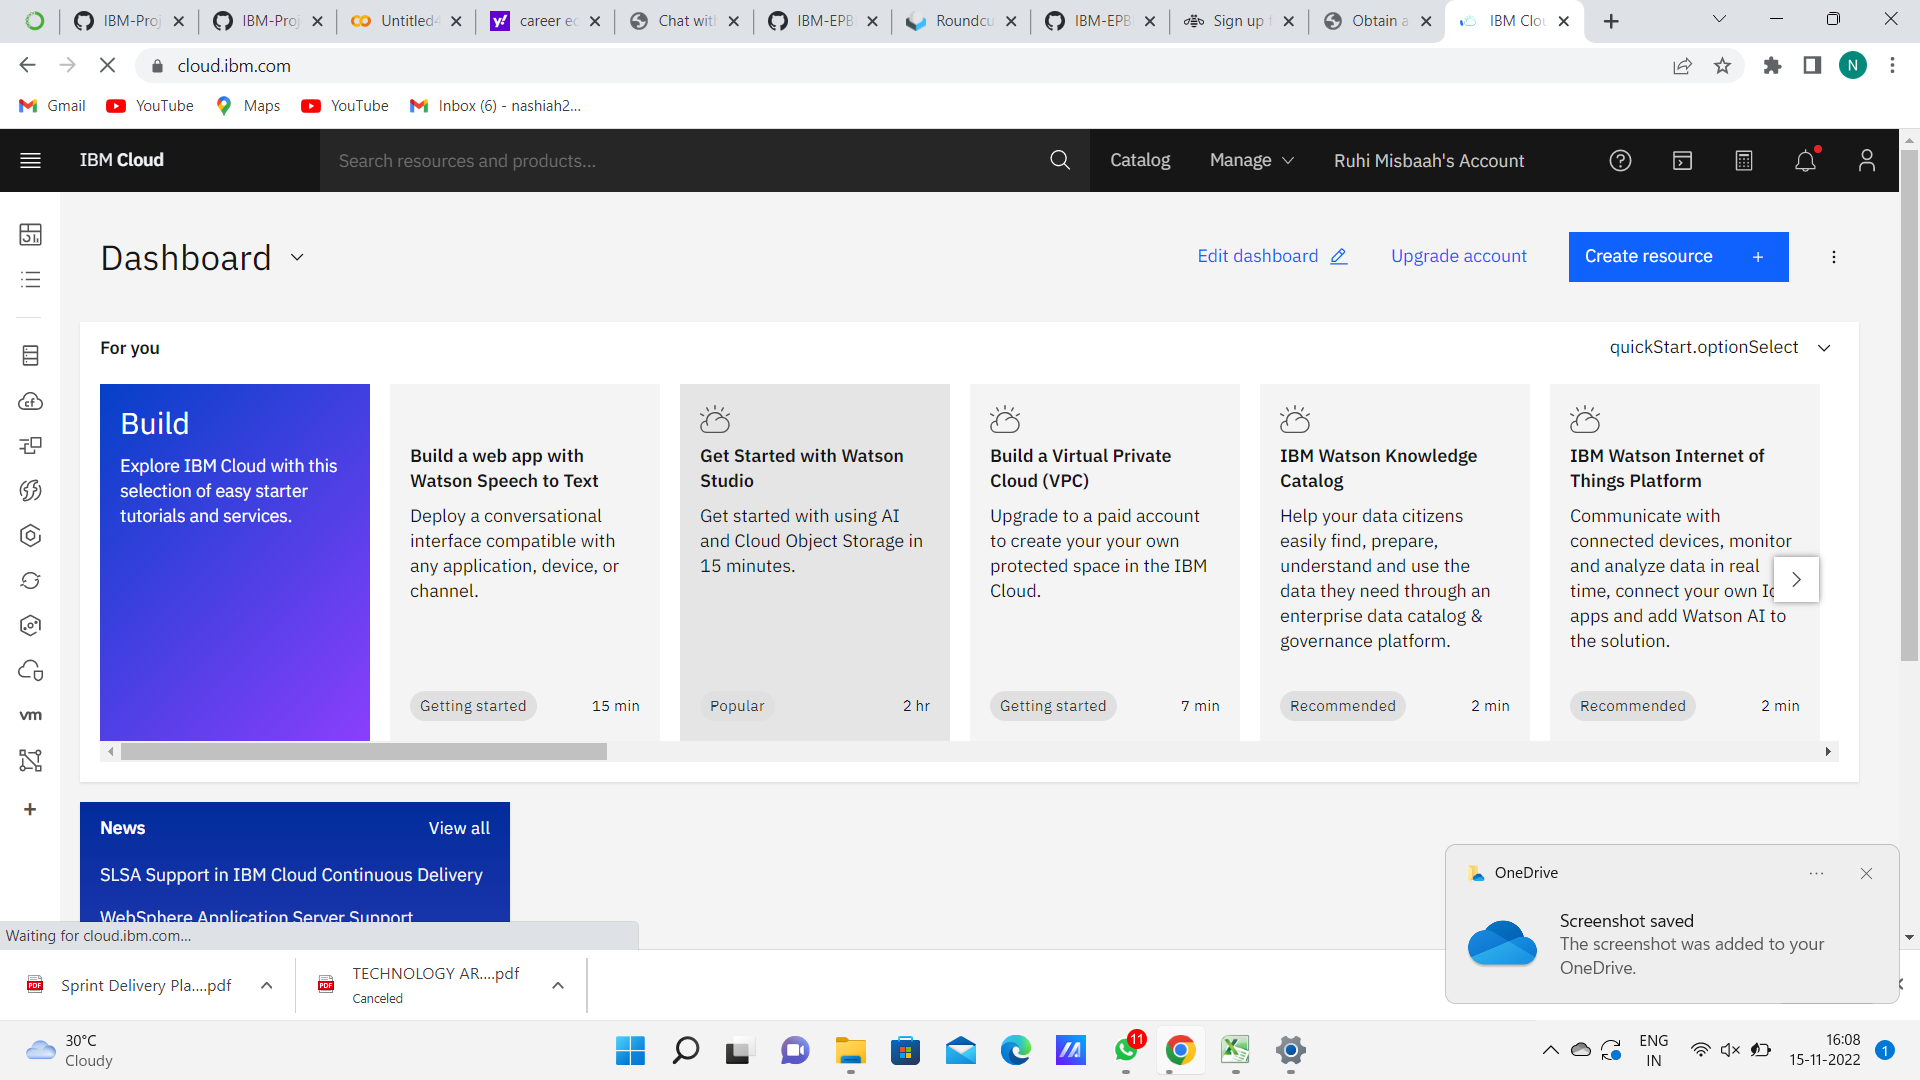 IBM-Proj
IBM-Proj
Untitled4
career ec
Chat with
IBM-EPB
Roundcu
IBM-EPB
Sign up
Obtain a
IBM Clou
cloud.ibm.com
N
Gmail
YouTube
Maps
YouTube
Inbox (6) - nashiah2...
IBM Cloud
Search resources and products...
Catalog
Manage
Ruhi Misbaah's Account
Dashboard
Edit dashboard
Upgrade account
Create resource +
For you
quickStart.optionSelect
Build
Explore IBM Cloud with this
selection of easy starter
tutorials and services.
Build a web app with
Watson Speech to Text
Deploy a conversational
interface compatible with
any application, device, or
channel.
Getting started
15 min
Get Started with Watson
Studio
Get started with using AI
and Cloud Object Storage in
15 minutes.
Popular
2 hr
Build a Virtual Private
Cloud (VPC)
Upgrade to a paid account
to create your your own
protected space in the IBM
Cloud.
Getting started
7 min
IBM Watson Knowledge
Catalog
Help your data citizens
easily find, prepare,
understand and use the
data they need through an
enterprise data catalog &
governance platform.
Recommended
2 min
IBM Watson Internet of
Things Platform
Communicate with
connected devices, monitor
and analyze data in real
time, connect your own Io
apps and add Watson AI to
the solution.
Recommended
2 min
cf
vm
News
View all
SLSA Support in IBM Cloud Continuous Delivery
WebSphere Application Server Support
Waiting for cloud.ibm.com...
OneDrive
Screenshot saved
The screenshot was added to your
OneDrive.
PDF
Sprint Delivery Pla....pdf
PDF
TECHNOLOGY AR....pdf
Canceled
30°C
Cloudy
11
ENG
IN
16:08
15-11-2022
1